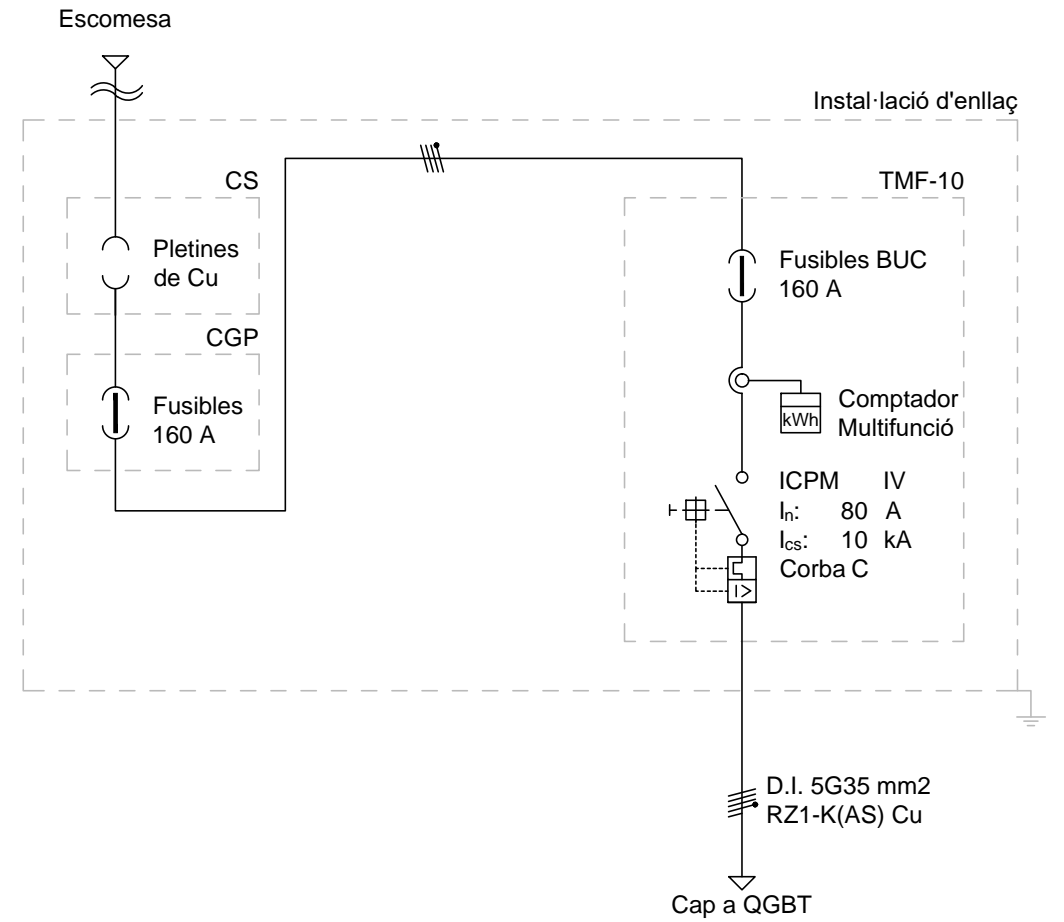 Escomesa
Instal·lació d'enllaç
CS
Pletines
de Cu
CGP
Fusibles
160 A
TMF-10
Fusibles BUC
160 A
kWh
Comptador
Multifunció
ICPM IV
In: 80 A
Ics: 10 kA
Corba C
I>
D.I. 5G35 mm2
RZ1-K(AS) Cu
Cap a QGBT